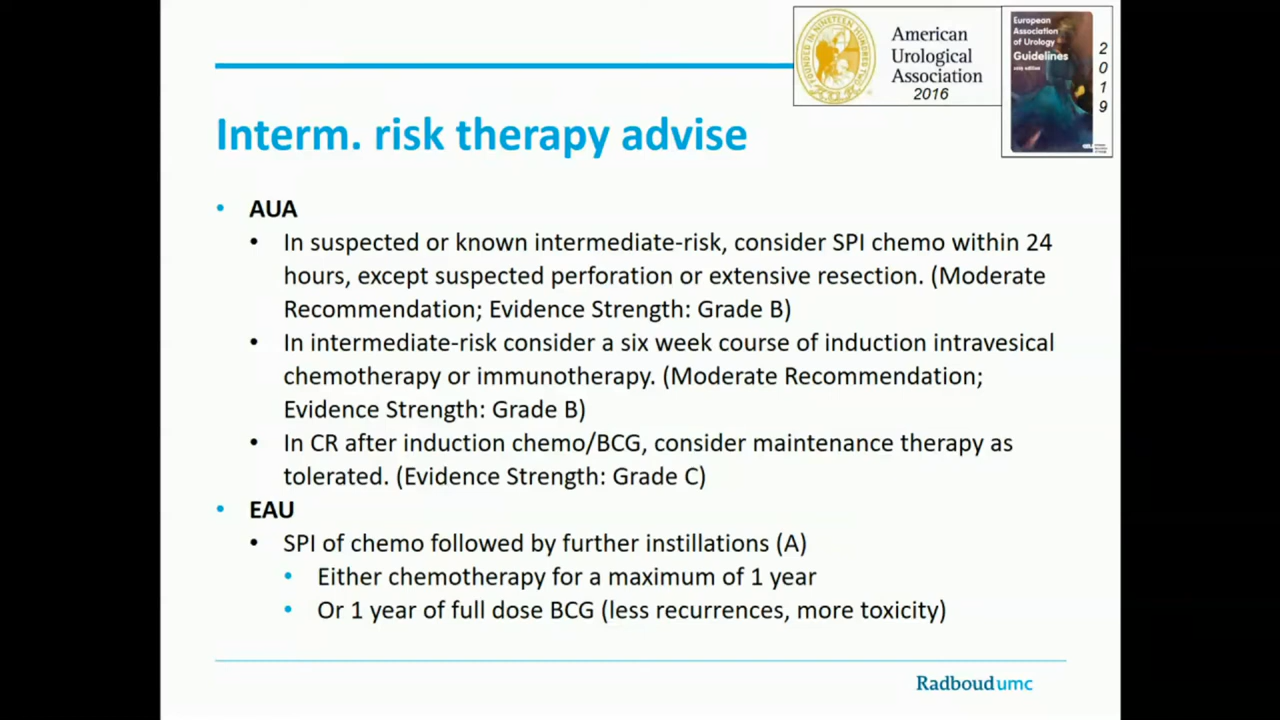 American
Urological
Association
2016
European
Association
of Urology
Guidelines
2019
Interm. risk therapy advise
• AUA
• In suspected or known intermediate-risk, consider SPI chemo within 24
hours, except suspected perforation or extensive resection. (Moderate
Recommendation; Evidence Strength: Grade B)
• In intermediate-risk consider a six week course of induction intravesical
chemotherapy or immunotherapy. (Moderate Recommendation;
Evidence Strength: Grade B)
• In CR after induction chemo/BCG, consider maintenance therapy as
tolerated. (Evidence Strength: Grade C)
• EAU
• SPI of chemo followed by further instillations (A)
• Either chemotherapy for a maximum of 1 year
• Or 1 year of full dose BCG (less recurrences, more toxicity)
Radboudumc